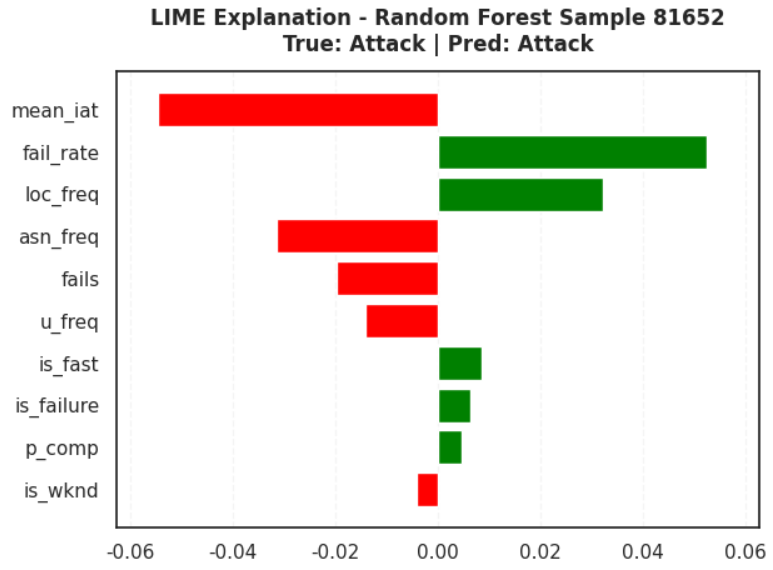 LIME Explanation - Random Forest Sample 81652
True: Attack | Pred: Attack
mean_iat
fail_rate
loc_freq
asn_freq
fails
u_freq
is_fast
is_failure
p_comp
is_wknd
-0.06 -0.04 -0.02 0.00 0.02 0.04 0.06